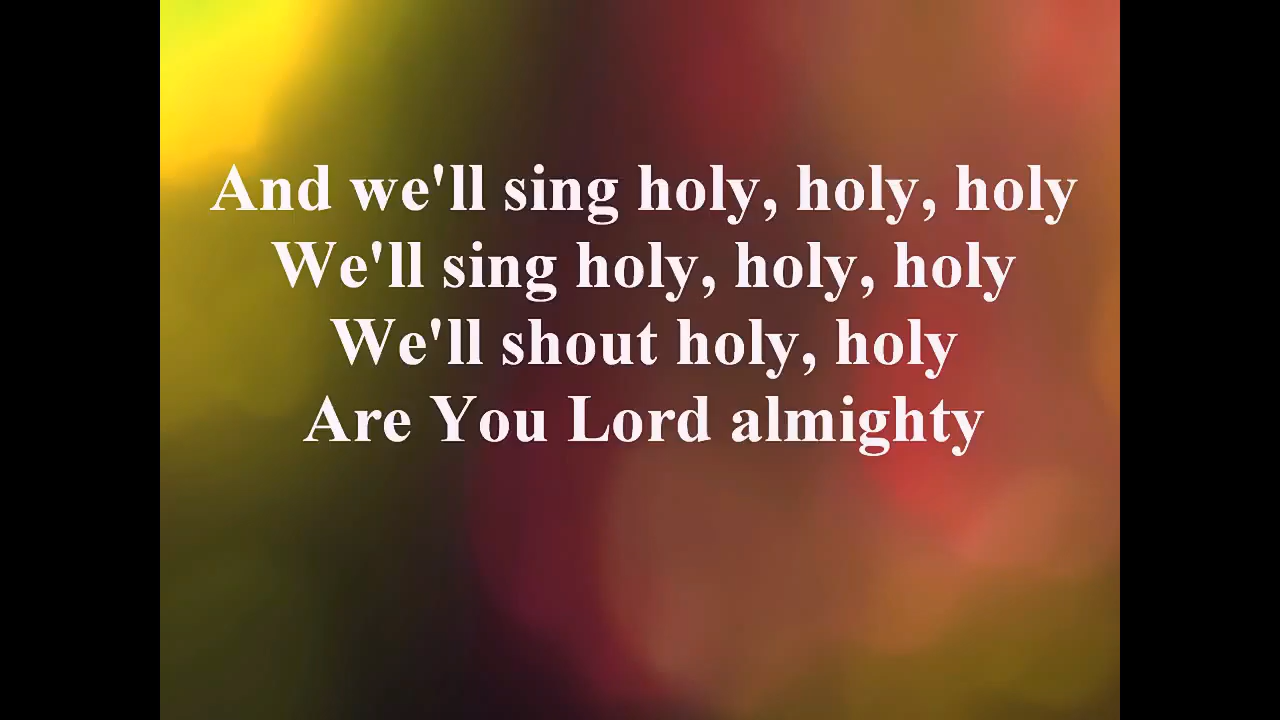 And we'll sing holy, holy, holy
We'll sing holy, holy, holy
We'll shout holy, holy
Are You Lord almighty